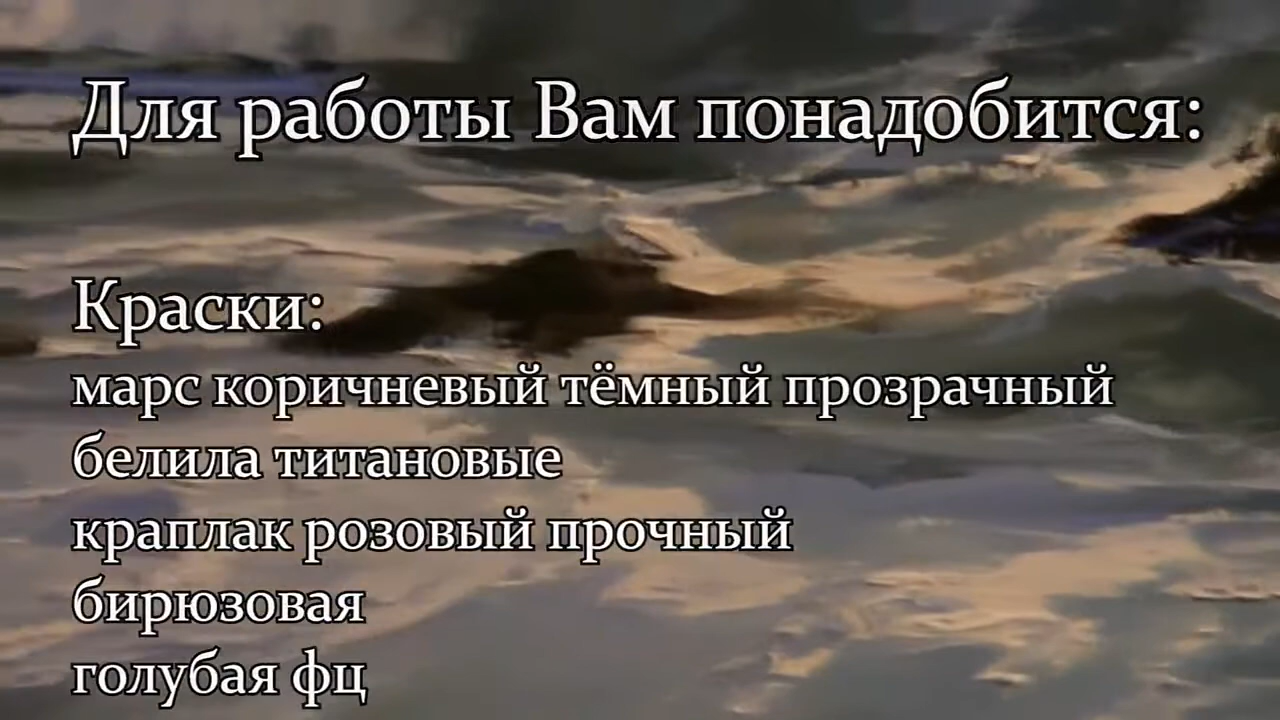 Для работы Вам понадобится:
Краски:
марс коричневый тёмный прозрачный
белила титановые
краплак розовый прочный
бирюзовая
голубая фц